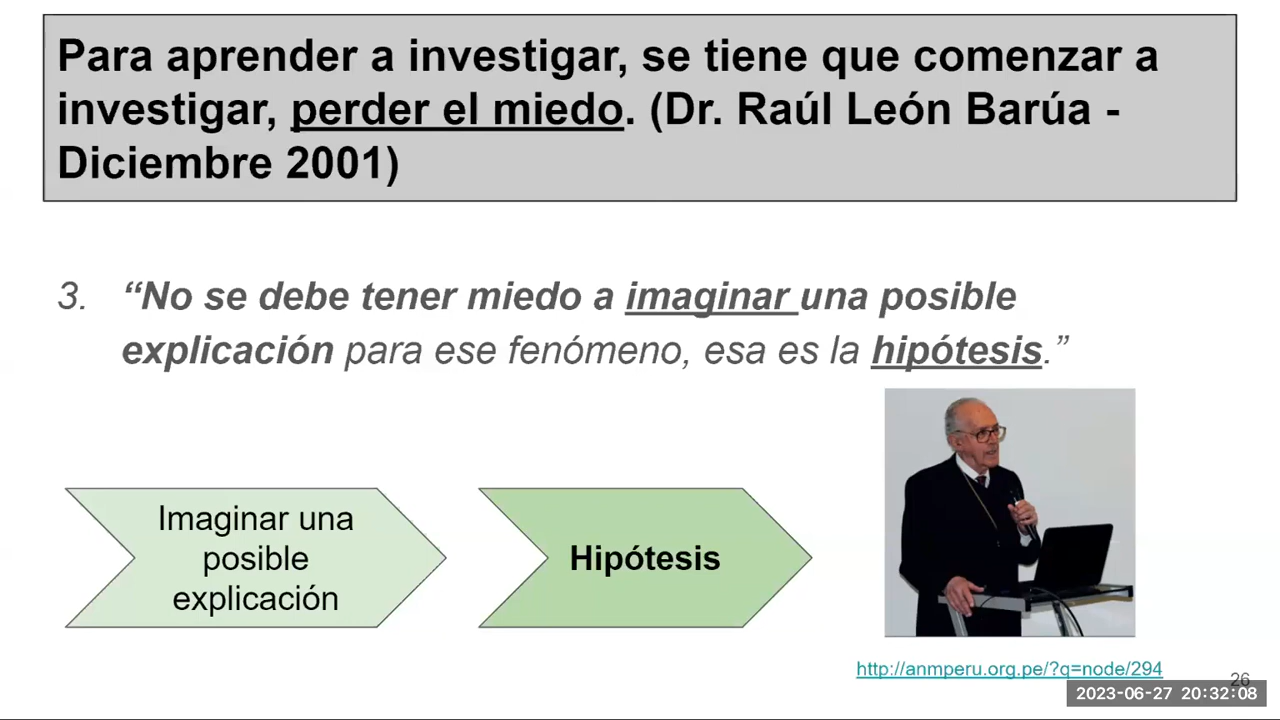 Para aprender a investigar, se tiene que comenzar a
investigar, perder el miedo. (Dr. Raúl León Barúa -
Diciembre 2001)
3. “No se debe tener miedo a imaginar una posible
explicación para ese fenómeno, esa es la hipótesis.”
Imaginar una
posible
explicación
Hipótesis
http://anmperu.org.pe/?q=node/294
26
2023-06-27 20:32:08